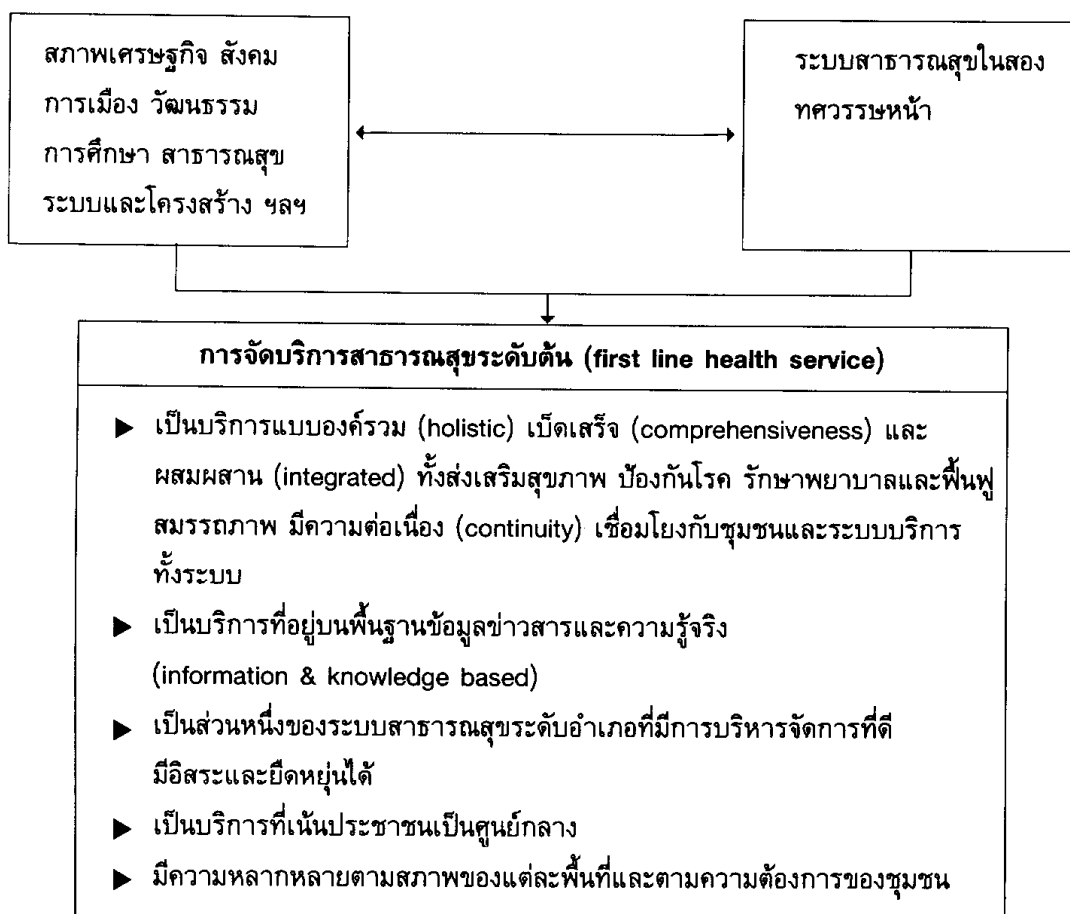 สภาพเศรษฐกิจ สังคม
การเมือง วัฒนธรรม
การศึกษา สาธารณสุข
ระบบและโครงสร้าง ฯลฯ
ระบบสาธารณสุขในสอง
ทศวรรษหน้า
การจัดบริการสาธารณสุขระดับต้น (first line health service)
▶ เป็นบริการแบบองค์รวม (holistic) เบ็ดเสร็จ (comprehensiveness) และ
ผสมผสาน (integrated) ทั้งส่งเสริมสุขภาพ ป้องกันโรค รักษาพยาบาลและฟื้นฟู
สมรรถภาพ มีความต่อเนื่อง (continuity) เชื่อมโยงกับชุมชนและระบบบริการ
ทั้งระบบ
▶ เป็นบริการที่อยู่บนพื้นฐานข้อมูลข่าวสารและความรู้จริง
(information & knowledge based)
▶ เป็นส่วนหนึ่งของระบบสาธารณสุขระดับอำเภอที่มีการบริหารจัดการที่ดี
มีอิสระและยืดหยุ่นได้
▶ เป็นบริการที่เน้นประชาชนเป็นศูนย์กลาง
▶ มีความหลากหลายตามสภาพของแต่ละพื้นที่และตามความต้องการของชุมชน